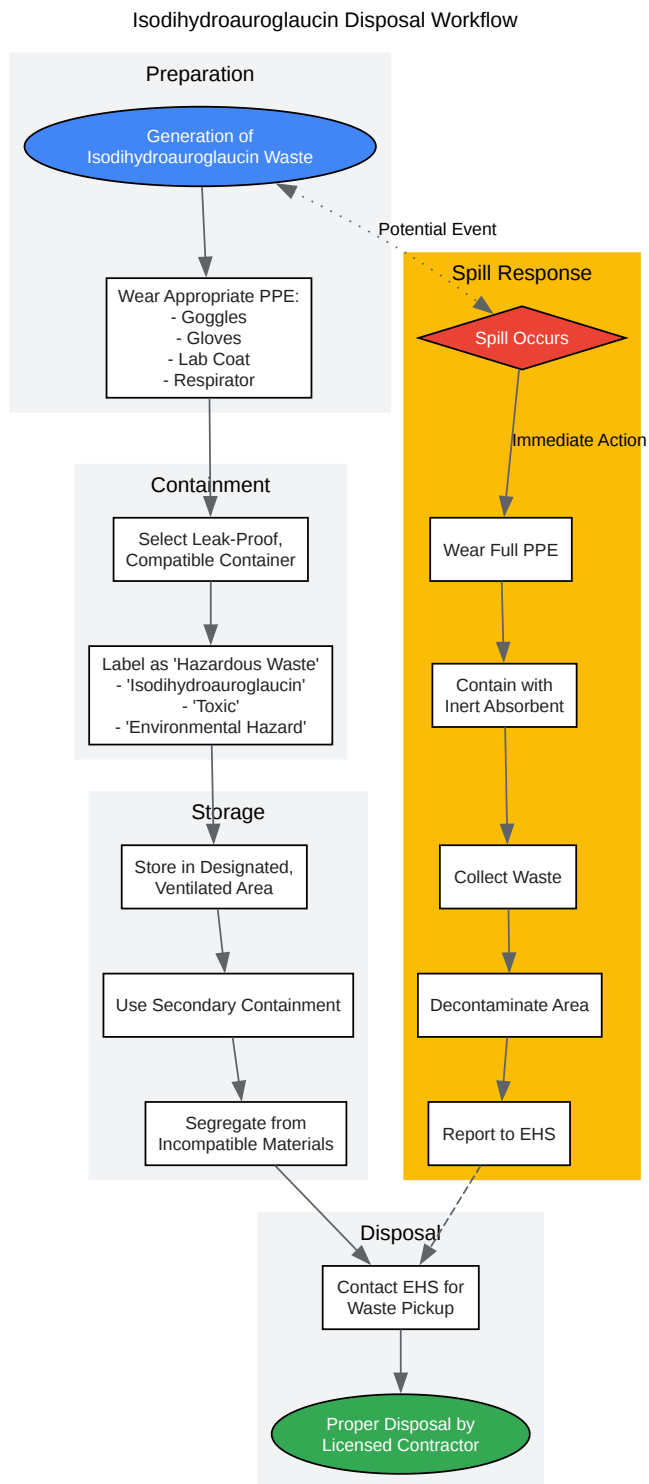 Isodihydroauroglaucin Disposal Workflow
Preparation
Generation of
Isodihydroauroglaucin Waste
Wear Appropriate PPE:
- Goggles
- Gloves
- Lab Coat
- Respirator
Containment
Select Leak-Proof,
Compatible Container
Label as 'Hazardous Waste'
- 'Isodihydroauroglaucin'
- 'Toxic'
- 'Environmental Hazard'
Storage
Store in Designated,
Ventilated Area
Use Secondary Containment
Segregate from
Incompatible Materials
Potential Event
Spill Response
Spill Occurs
Immediate Action
Wear Full PPE
Contain with
Inert Absorbent
Collect Waste
Decontaminate Area
Report to EHS
Disposal
Contact EHS for
Waste Pickup
Proper Disposal by
Licensed Contractor